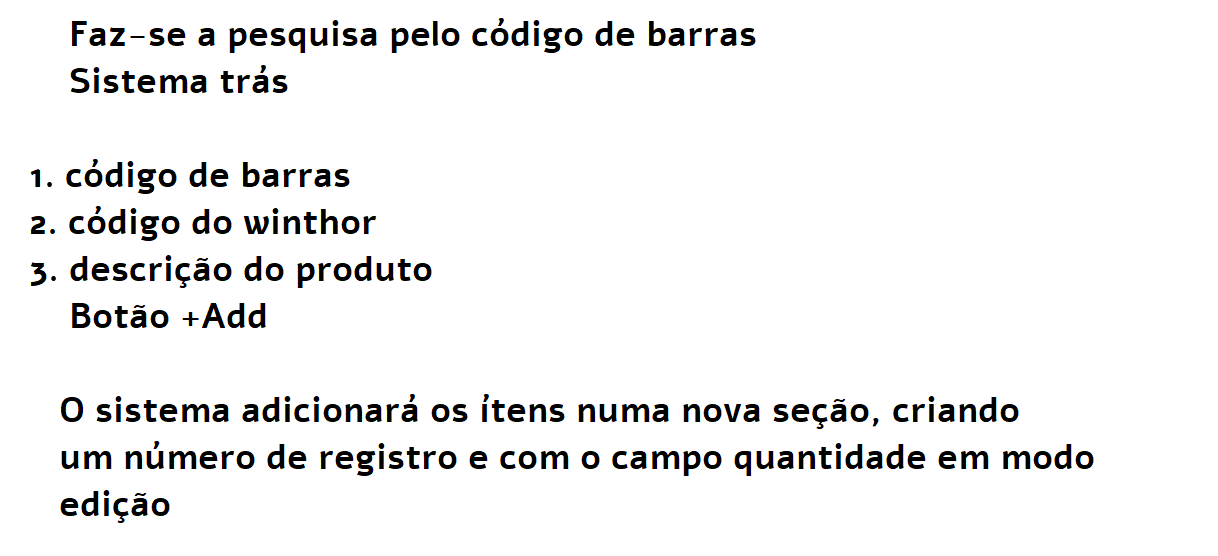 Faz-se a pesquisa pelo código de barras
Sistema trás
1. código de barras
2. código do winthor
3. descrição do produto
Botão +Add
O sistema adicionará os ítens numa nova seção, criando
um número de registro e com o campo quantidade em modo
edição